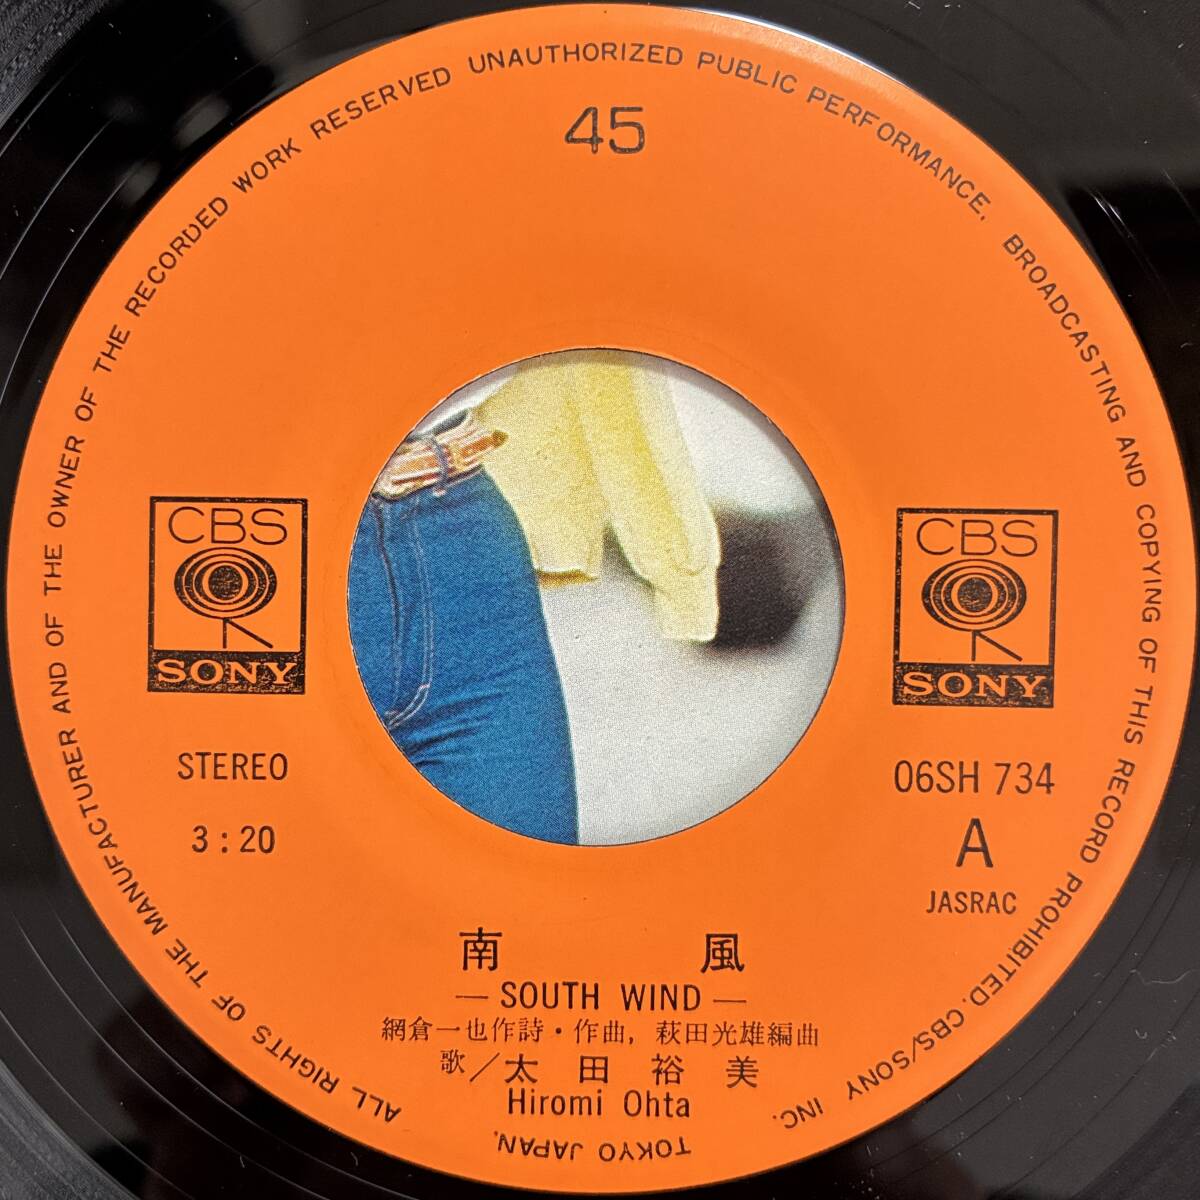 ALL RIGHTS OF THE MANUFACTURER AND OF THE OWNER OF THE RECORDED WORK RESERVED UNAUTHORIZED PUBLIC PERFORMANCE, BROADCASTING AND COPYING OF THIS RECORD PROHIBITED. CBS/SONY INC.
TOKYO JAPAN.
45
CBS
SONY
CBS
SONY
STEREO
3:20
06SH 734
A
JASRAC
南 風
— SOUTH WIND —
網倉一也作詩・作曲, 萩田光雄編曲
歌／太 田 裕 美
Hiromi Ohta